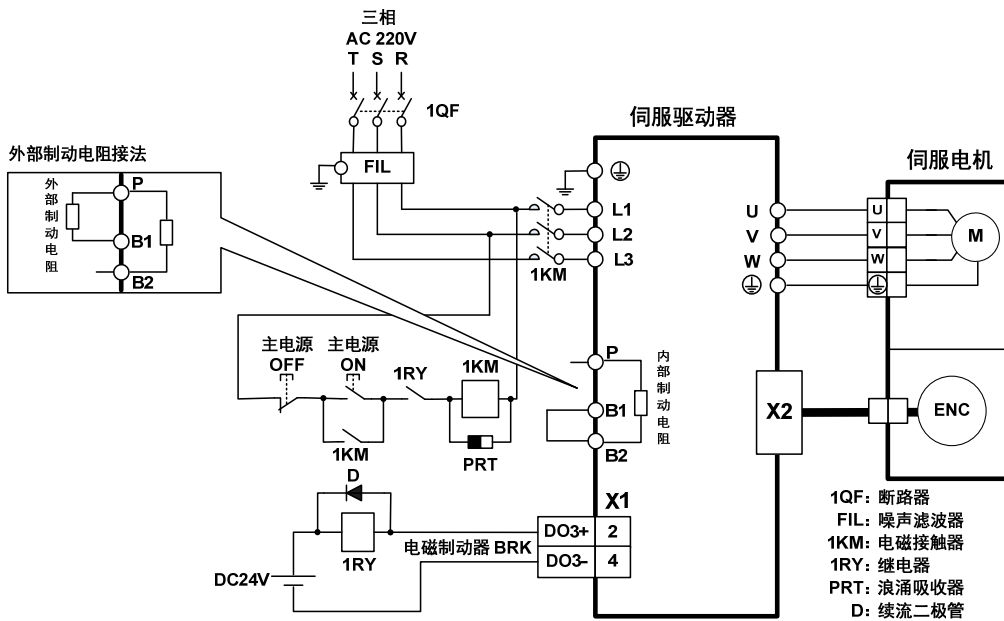 三相
AC 220V
T S R
1QF
伺服驱动器
伺服电机
外部制动电阻接法
FIL
P
外部制动电阻
B1
B2
L1
L2
L3
1KM
U
V
W
U
V
W
M
主电源
OFF
主电源
ON
1RY
1KM
1KM
PRT
P
内部制动电阻
B1
B2
X2
ENC
D
1RY
X1
DO3+ 2
DO3- 4
电磁制动器 BRK
DC24V
1QF：断路器
FIL：噪声滤波器
1KM：电磁接触器
1RY：继电器
PRT：浪涌吸收器
D：续流二极管